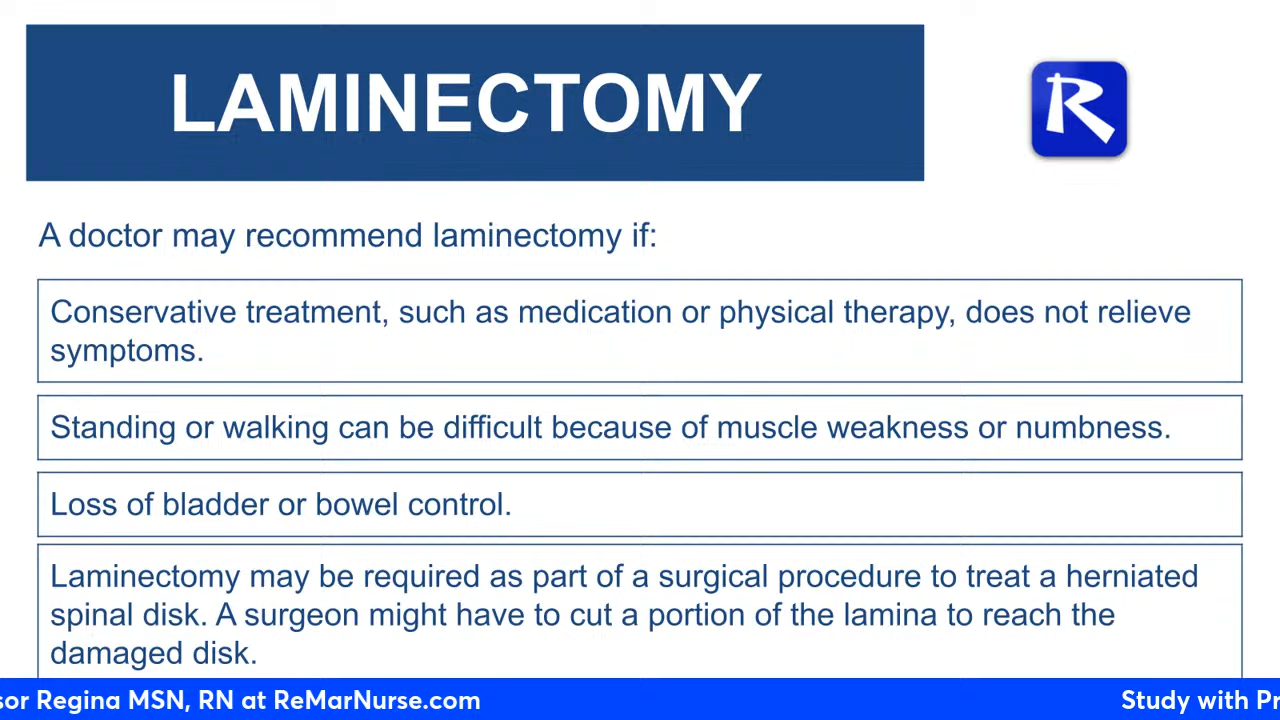 LAMINECTOMY
R
A doctor may recommend laminectomy if:
Conservative treatment, such as medication or physical therapy, does not relieve
symptoms.
Standing or walking can be difficult because of muscle weakness or numbness.
Loss of bladder or bowel control.
Laminectomy may be required as part of a surgical procedure to treat a herniated
spinal disk. A surgeon might have to cut a portion of the lamina to reach the
damaged disk.
sor Regina MSN, RN at ReMarNurse.com
Study with Pr